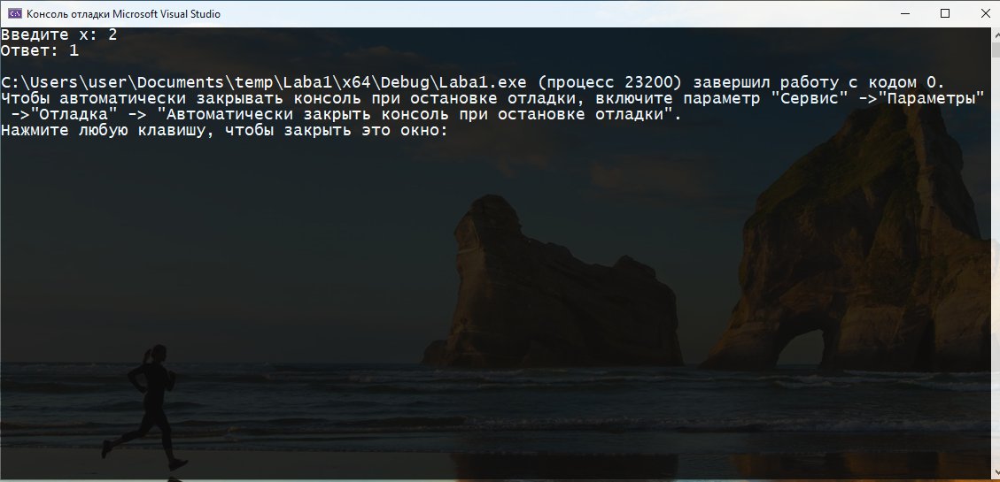 Консоль отладки Microsoft Visual Studio
Введите x: 2
Ответ: 1
C:\Users\user\Documents\temp\Laba1\x64\Debug\Laba1.exe (процесс 23200) завершил работу с кодом 0.
Чтобы автоматически закрывать консоль при остановке отладки, включите параметр "Сервис" ->"Параметры"
->"Отладка" -> "Автоматически закрыть консоль при остановке отладки".
Нажмите любую клавишу, чтобы закрыть это окно: